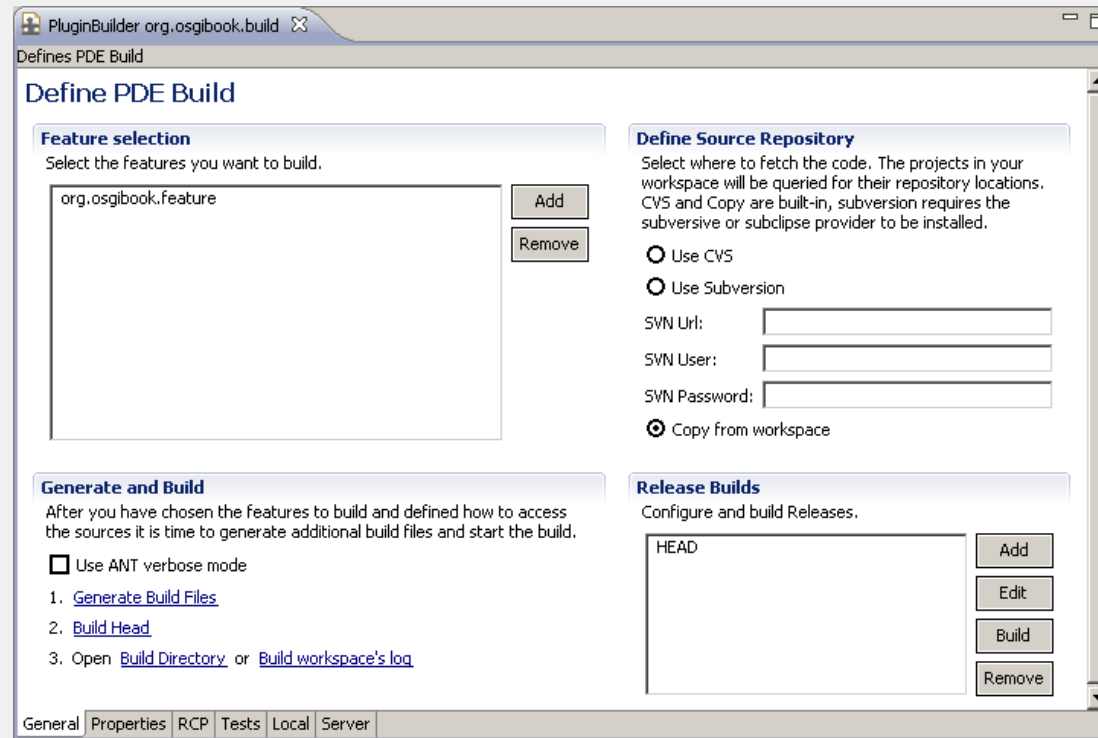 PluginBuilder org.osgibook.build
Defines PDE Build
Define PDE Build
Feature selection
Select the features you want to build.
org.osgibook.feature
Add
Remove
Define Source Repository
Select where to fetch the code. The projects in your
workspace will be queried for their repository locations.
CVS and Copy are built-in, subversion requires the
subversive or subclipse provider to be installed.
Use CVS
Use Subversion
SVN Url:
SVN User:
SVN Password:
Copy from workspace
Generate and Build
After you have chosen the features to build and defined how to access
the sources it is time to generate additional build files and start the build.
Use ANT verbose mode
1. Generate Build Files
2. Build Head
3. Open Build Directory or Build workspace's log
Release Builds
Configure and build Releases.
HEAD
Add
Edit
Build
Remove
General Properties RCP Tests Local Server